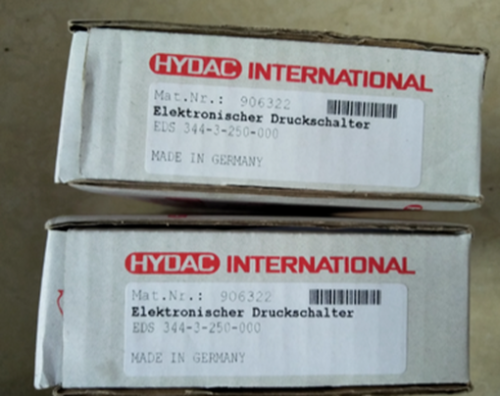 HYDAC INTERNATIONAL
Mat.Nr.: 906322
Elektronischer Druckschalter
EDS 344-3-250-000
MADE IN GERMANY
HYDAC INTERNATIONAL
Mat.Nr.: 906322
Elektronischer Druckschalter
EDS 344-3-250-000
MADE IN GERMANY